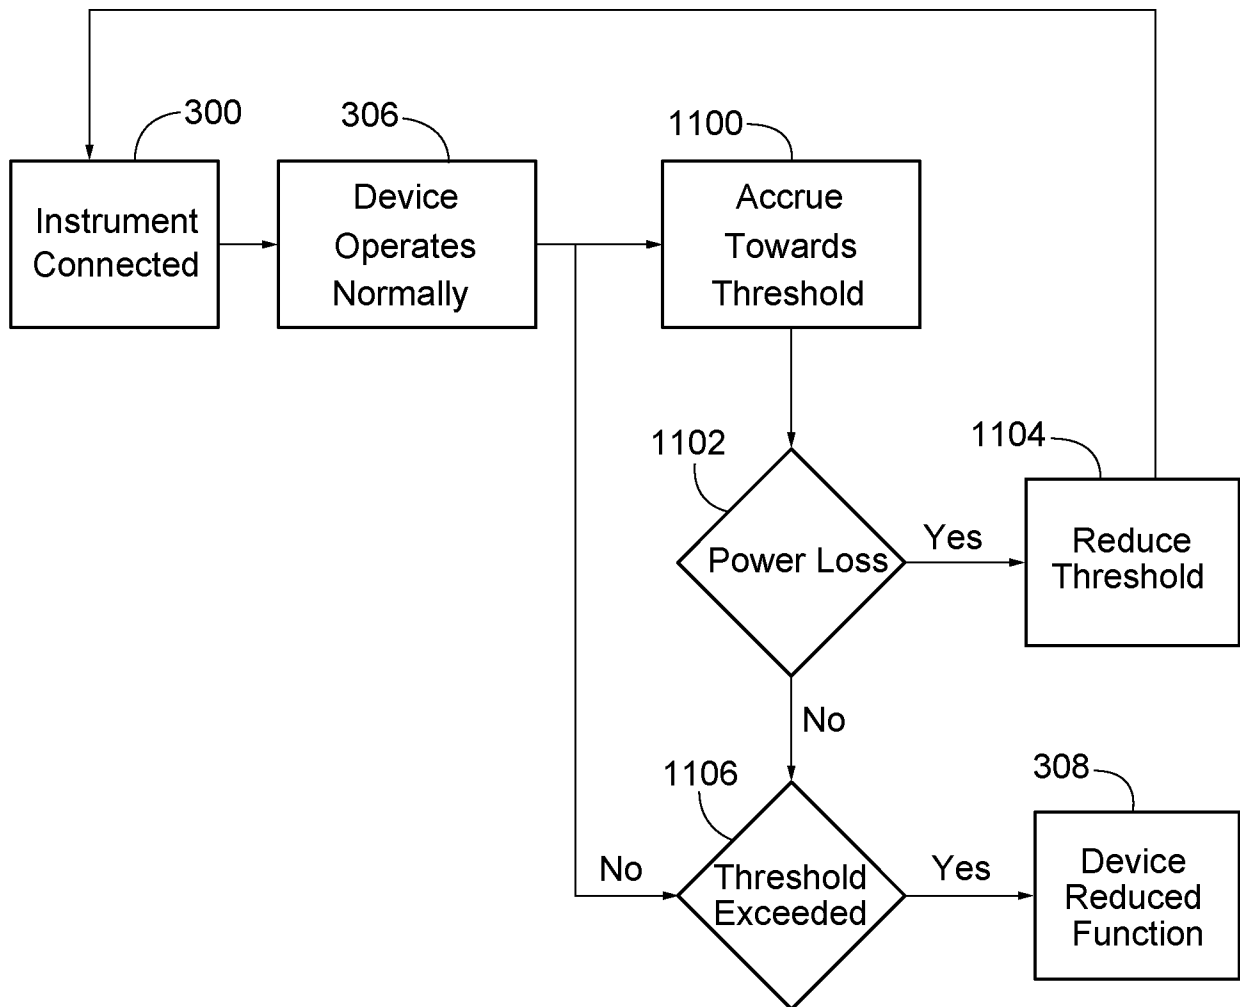 300
306
1100
Instrument
Connected
Device
Operates
Normally
Accrue
Towards
Threshold
1102
1104
Power Loss
Yes
Reduce
Threshold
No
1106
308
No
Threshold
Exceeded
Yes
Device
Reduced
Function